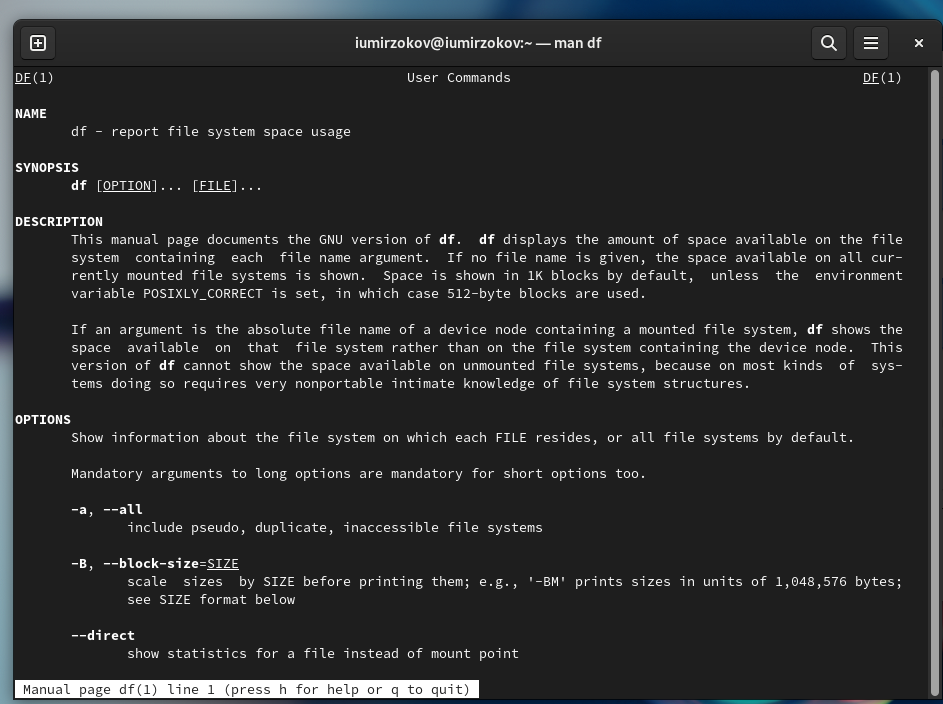 iumirzokov@iumirzokov:~ — man df
DF(1) User Commands DF(1)
NAME
df - report file system space usage
SYNOPSIS
df [OPTION]... [FILE]...
DESCRIPTION
This manual page documents the GNU version of df.  df displays the amount of space available on the file
system  containing  each  file name argument.  If no file name is given, the space available on all cur-
rently mounted file systems is shown.  Space is shown in 1K blocks by default,  unless  the  environment
variable POSIXLY_CORRECT is set, in which case 512-byte blocks are used.
If an argument is the absolute file name of a device node containing a mounted file system, df shows the
space  available  on  that  file system rather than on the file system containing the device node.  This
version of df cannot show the space available on unmounted file systems, because on most kinds  of  sys-
tems doing so requires very nonportable intimate knowledge of file system structures.
OPTIONS
Show information about the file system on which each FILE resides, or all file systems by default.
Mandatory arguments to long options are mandatory for short options too.
-a, --all
include pseudo, duplicate, inaccessible file systems
-B, --block-size=SIZE
scale  sizes  by SIZE before printing them; e.g., '-BM' prints sizes in units of 1,048,576 bytes;
see SIZE format below
--direct
show statistics for a file instead of mount point
Manual page df(1) line 1 (press h for help or q to quit)